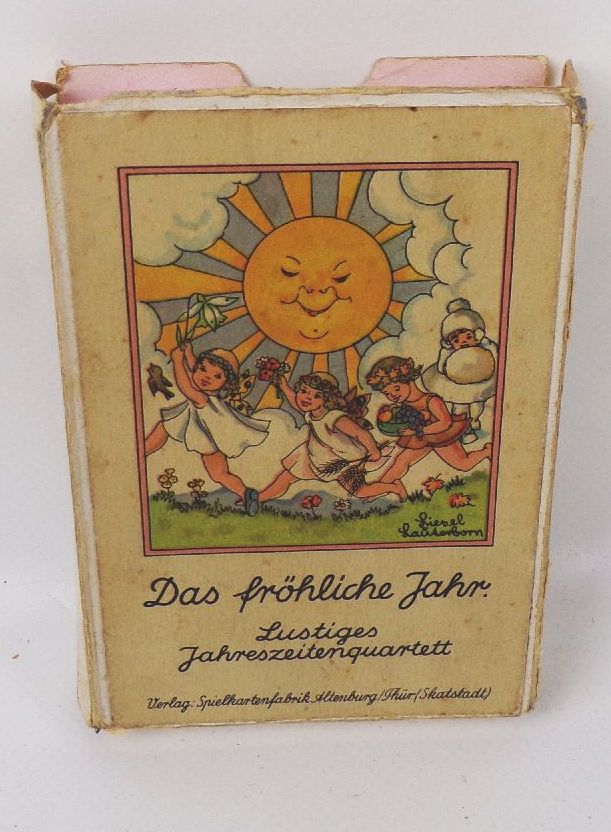 Liesel
Lauterborn
Das fröhliche Jahr.
Lustiges
Jahreszeitenquartett
Verlag: Spielkartenfabrik Altenburg/Thür(Skatstadt)